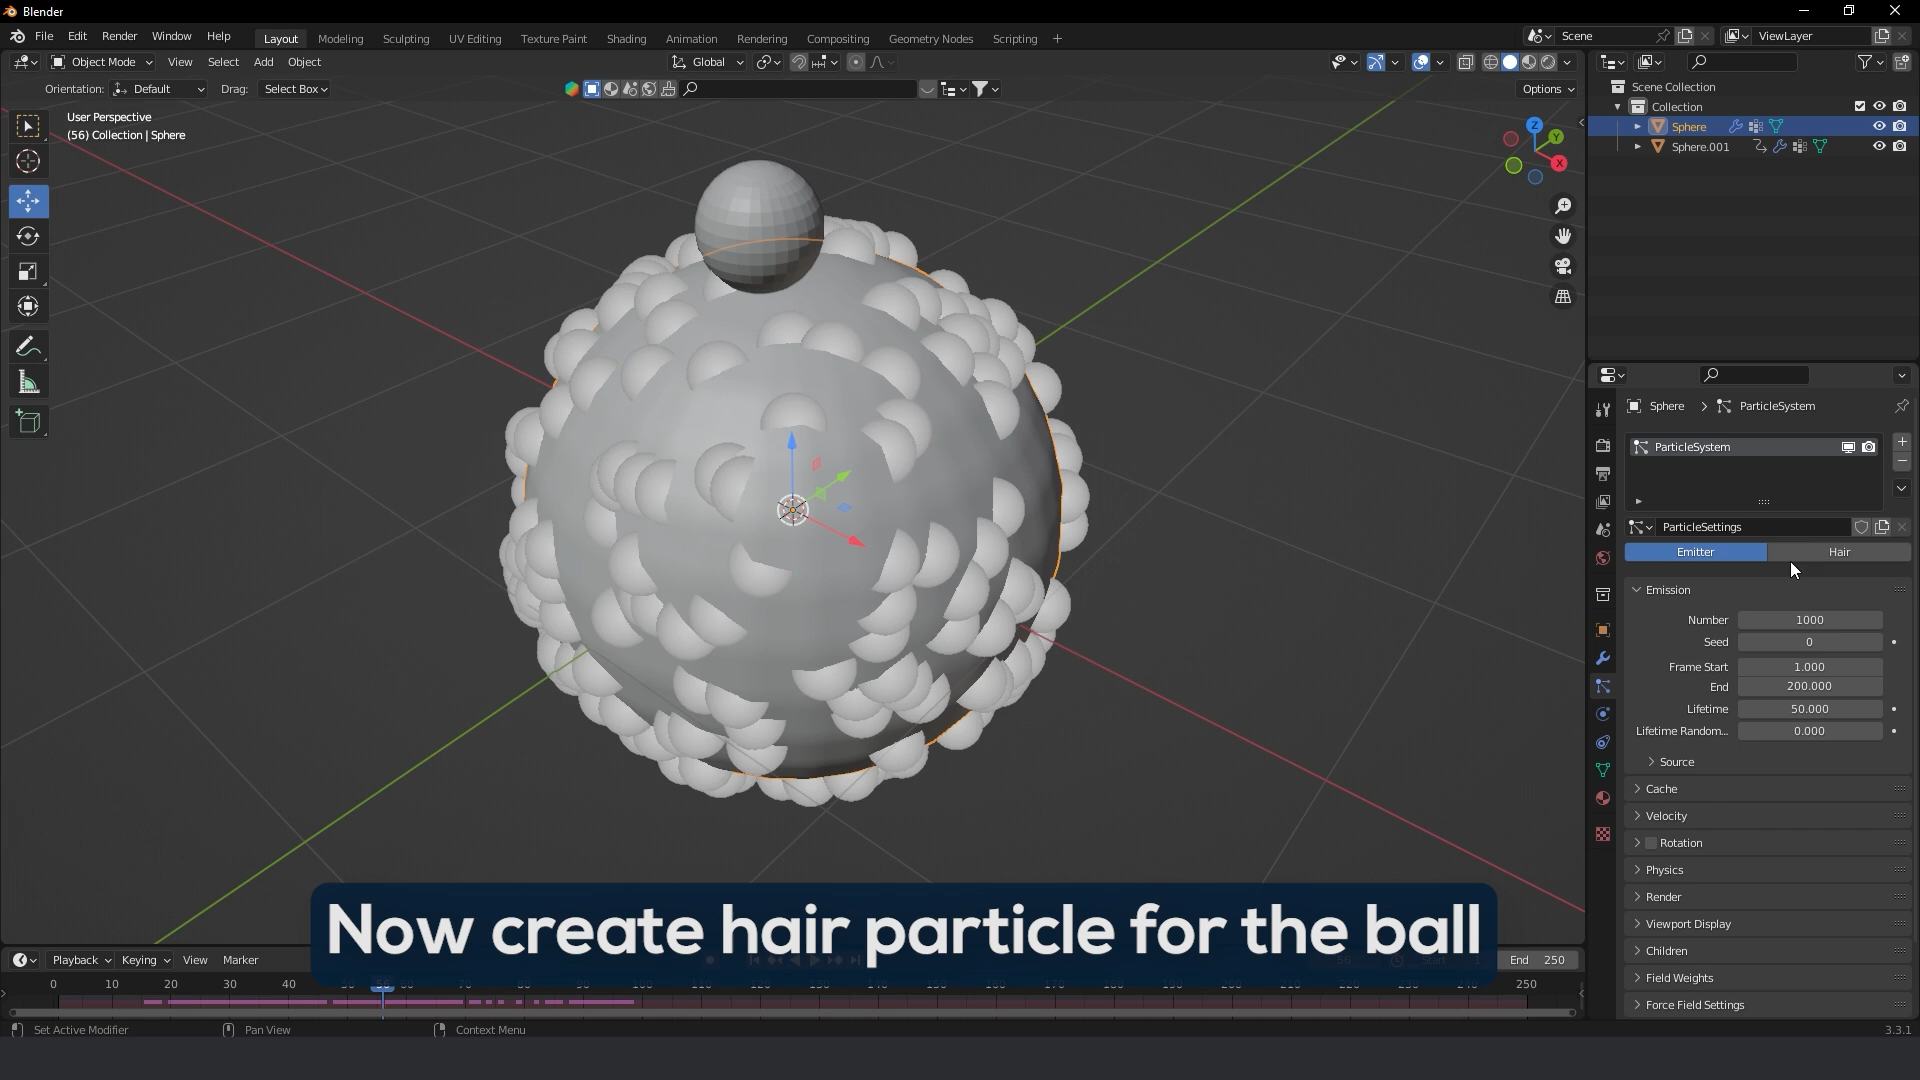 Blender
File Edit Render Window Help
Layout Modeling Sculpting UV Editing Texture Paint Shading Animation Rendering Compositing Geometry Nodes Scripting +
Scene
ViewLayer
Object Mode View Select Add Object
Global
Orientation: Default Drag: Select Box
Options
User Perspective
(56) Collection | Sphere
Z
Y
X
Scene Collection
Collection
Sphere
Sphere.001
Sphere > ParticleSystem
ParticleSystem
ParticleSettings
Emitter Hair
Emission
Number 1000
Seed 0
Frame Start 1.000
End 200.000
Lifetime 50.000
Lifetime Random... 0.000
Source
Cache
Velocity
Rotation
Physics
Render
Viewport Display
Children
Field Weights
Force Field Settings
Now create hair particle for the ball
Playback Keying View Marker
End 250
0 10 20 30 40 250
Set Active Modifier Pan View Context Menu
3.3.1